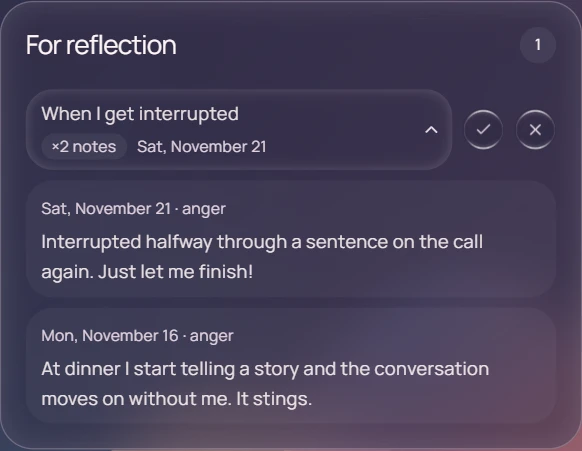 For reflection
1
When I get interrupted
×2 notes Sat, November 21
Sat, November 21 · anger
Interrupted halfway through a sentence on the call
again. Just let me finish!
Mon, November 16 · anger
At dinner I start telling a story and the conversation
moves on without me. It stings.